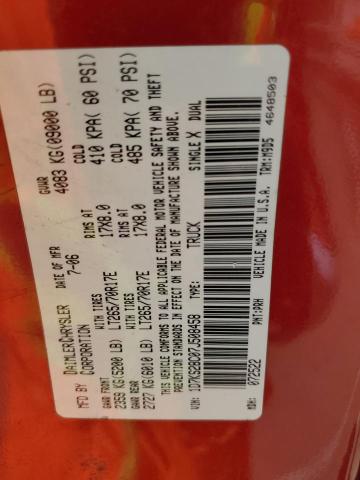 DAIMLERCHRYSLER CORPORATION DATE OF MFR 7-06 GVWR 4083 KG(09000 LB)
GAWR FRONT WITH TIRES RIMS AT COLD
2359 KG(5200 LB) LT265/70R17E 17X8.0 410 KPA( 60 PSI)
GAWR REAR WITH TIRES RIMS AT COLD
2727 KG(6010 LB) LT265/70R17E 17X8.0 485 KPA( 70 PSI)
THIS VEHICLE CONFORMS TO ALL APPLICABLE FEDERAL MOTOR VEHICLE SAFETY AND THEFT
PREVENTION STANDARDS IN EFFECT ON THE DATE OF MANUFACTURE SHOWN ABOVE.
VIN: 1D7KS28C07J508458 TYPE: TRUCK SINGLE X DUAL
MDH: 072522 PNT:PRH VEHICLE MADE IN U.S.A. TRM:M9D5
4648503